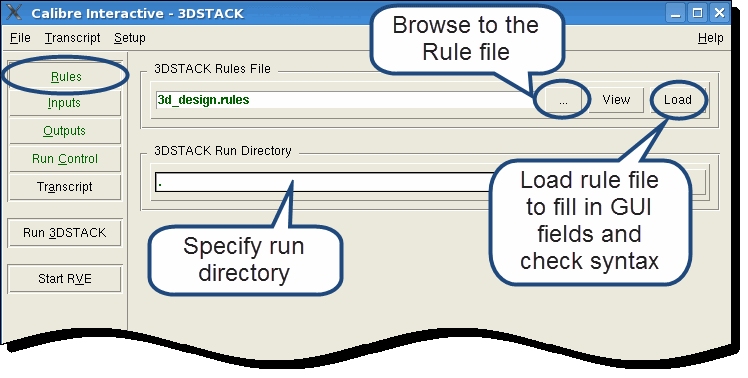 Calibre Interactive - 3DSTACK
File Transcript Setup Help
Browse to the
Rule file
Rules
Inputs
Outputs
Run Control
Transcript
Run 3DSTACK
Start RVE
3DSTACK Rules File
3d_design.rules
... View Load
3DSTACK Run Directory
.
Specify run
directory
Load rule file
to fill in GUI
fields and
check syntax